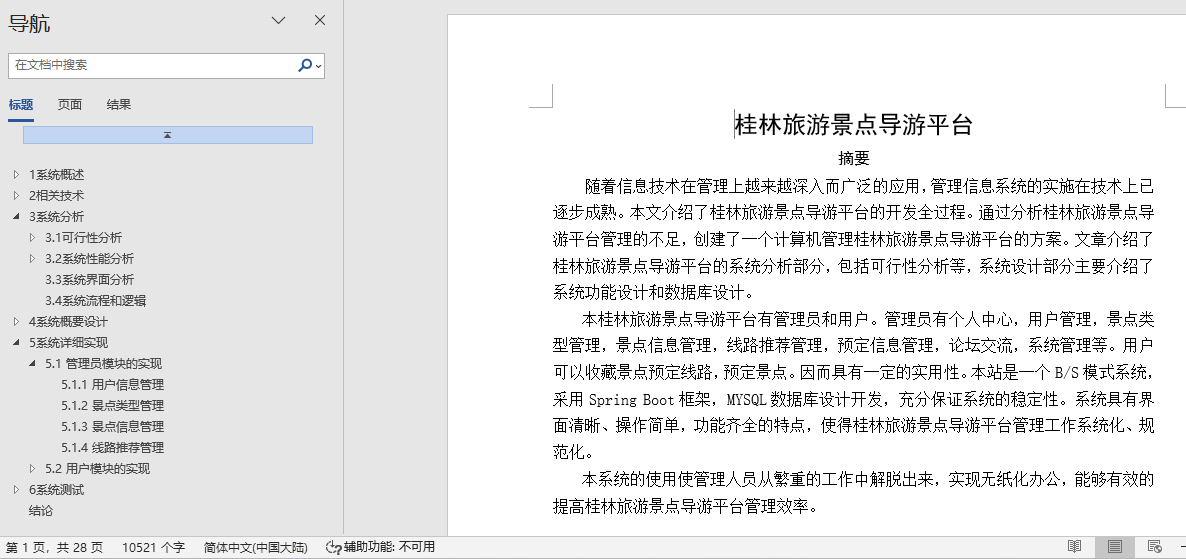 导航
在文档中搜索
标题 页面 结果
1系统概述
2相关技术
3系统分析
3.1可行性分析
3.2系统性能分析
3.3系统界面分析
3.4系统流程和逻辑
4系统概要设计
5系统详细实现
5.1 管理员模块的实现
5.1.1 用户信息管理
5.1.2 景点类型管理
5.1.3 景点信息管理
5.1.4 线路推荐管理
5.2 用户模块的实现
6系统测试
结论
桂林旅游景点导游平台
摘要
随着信息技术在管理上越来越深入而广泛的应用，管理信息系统的实施在技术上已
逐步成熟。本文介绍了桂林旅游景点导游平台的开发全过程。通过分析桂林旅游景点导
游平台管理的不足，创建了一个计算机管理桂林旅游景点导游平台的方案。文章介绍了
桂林旅游景点导游平台的系统分析部分，包括可行性分析等，系统设计部分主要介绍了
系统功能设计和数据库设计。
本桂林旅游景点导游平台有管理员和用户。管理员有个人中心，用户管理，景点类
型管理，景点信息管理，线路推荐管理，预定信息管理，论坛交流，系统管理等。用户
可以收藏景点预定线路，预定景点。因而具有一定的实用性。本站是一个 B/S 模式系统，
采用 Spring Boot 框架，MYSQL 数据库设计开发，充分保证系统的稳定性。系统具有界
面清晰、操作简单，功能齐全的特点，使得桂林旅游景点导游平台管理工作系统化、规
范化。
本系统的使用使管理人员从繁重的工作中解脱出来，实现无纸化办公，能够有效的
提高桂林旅游景点导游平台管理效率。
第 1 页，共 28 页 10521 个字 简体中文(中国大陆) 辅助功能: 不可用